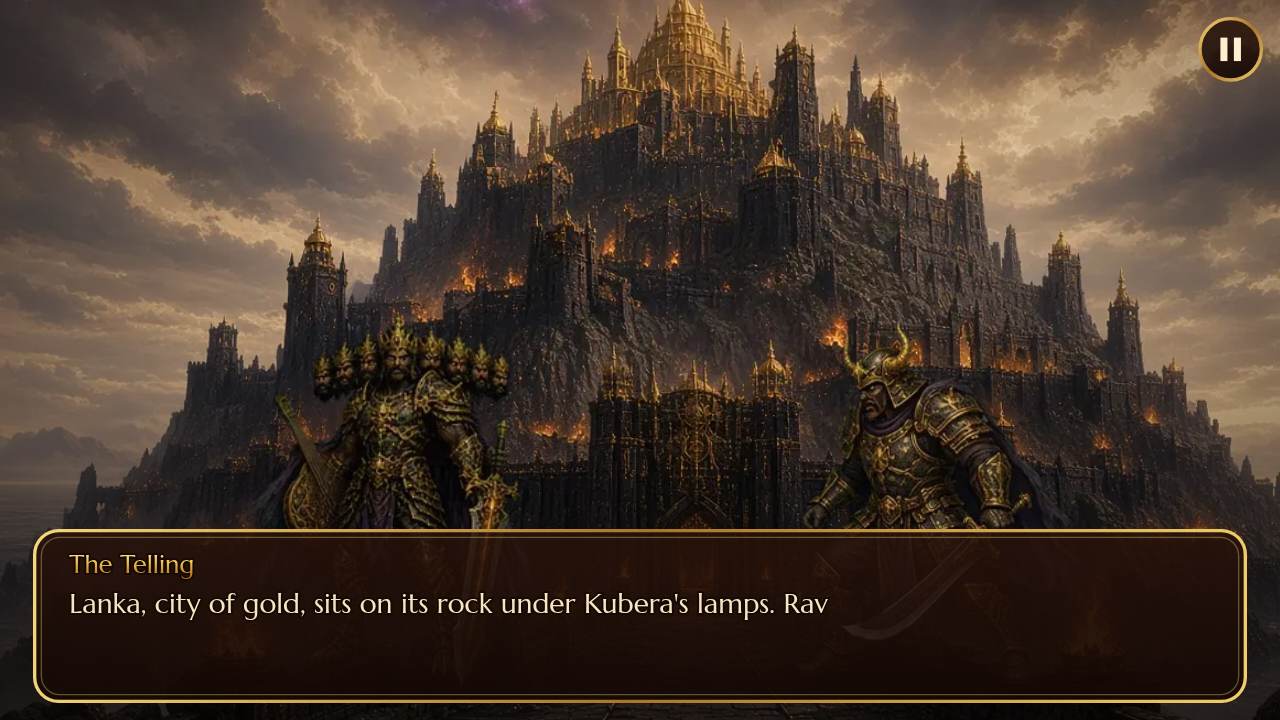 The Telling
Lanka, city of gold, sits on its rock under Kubera's lamps. Rav